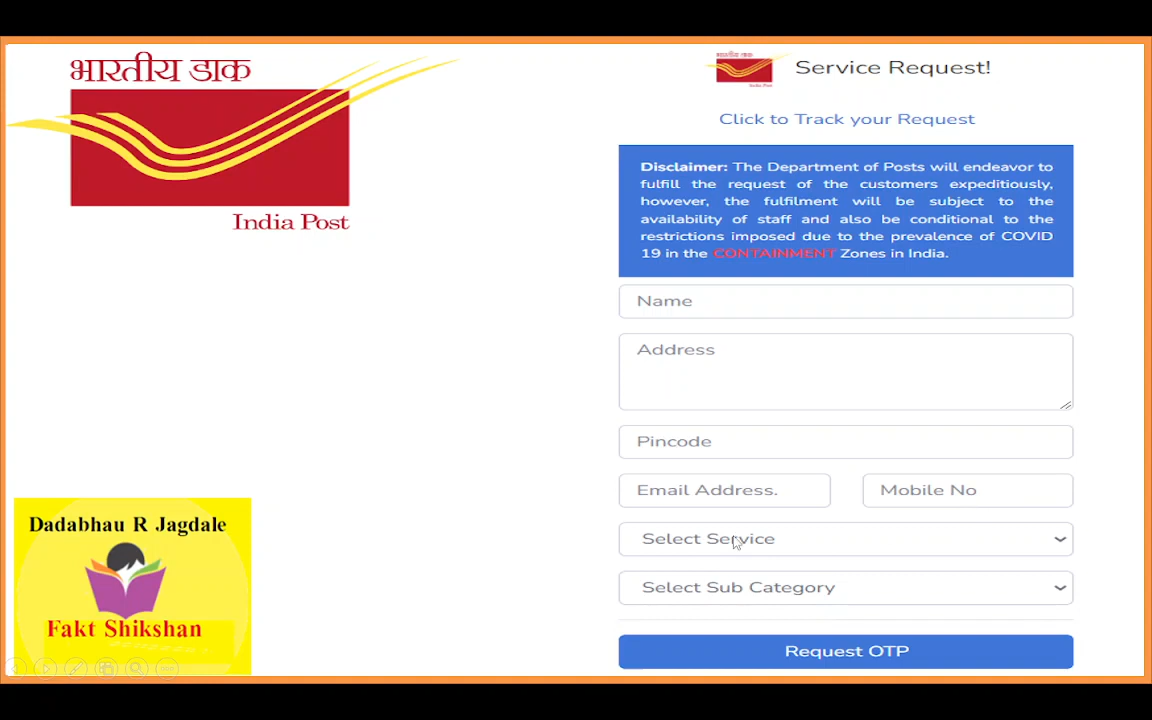 भारतीय डाक
India Post
Service Request!
Click to Track your Request
Disclaimer: The Department of Posts will endeavor to
fulfill the request of the customers expeditiously,
however, the fulfilment will be subject to the
availability of staff and also be conditional to the
restrictions imposed due to the prevalence of COVID
19 in the CONTAINMENT Zones in India.
Name
Address
Pincode
Email Address.
Mobile No
Select Service
Select Sub Category
Request OTP
Dadabhau R Jagdale
Fakt Shikshan